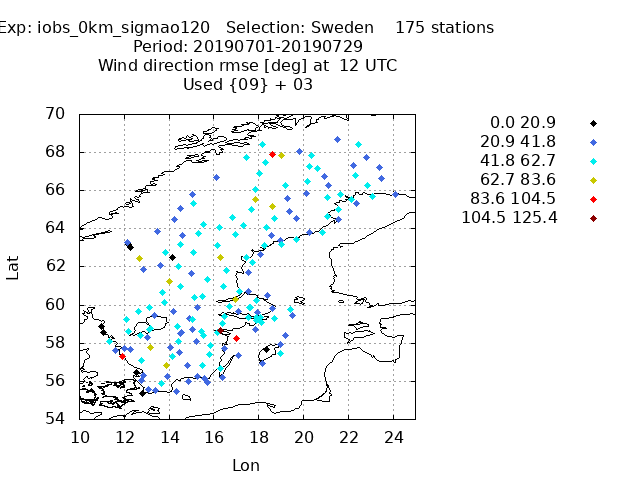 Exp: iobs_0km_sigmao120   Selection: Sweden    175 stations
Period: 20190701-20190729
Wind direction rmse [deg] at  12 UTC
Used {09} + 03
0.0 20.9
20.9 41.8
41.8 62.7
62.7 83.6
83.6 104.5
104.5 125.4
Lat
70
68
66
64
62
60
58
56
54
10 12 14 16 18 20 22 24
Lon